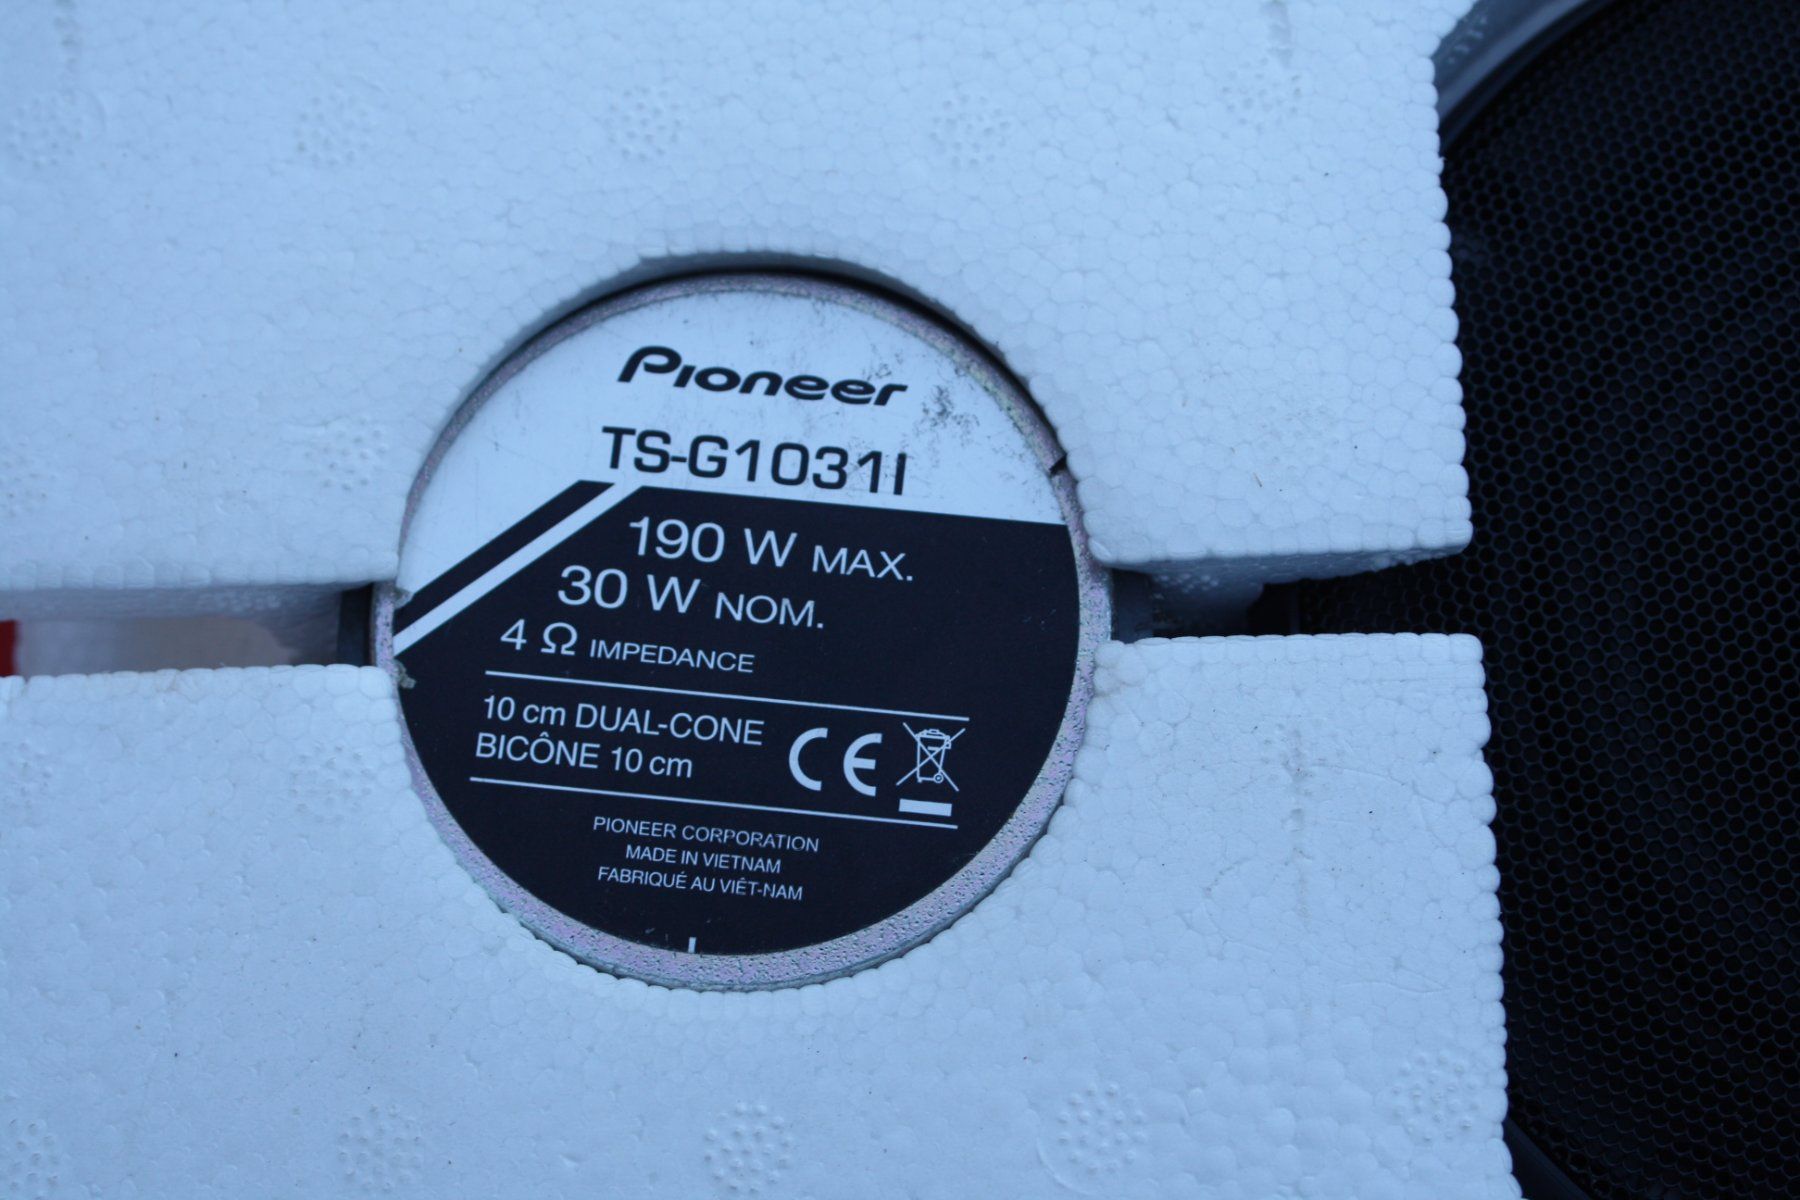 Pioneer
TS-G1031I
190 W MAX.
30 W NOM.
4 Ω IMPEDANCE
10 cm DUAL-CONE
BICÔNE 10 cm
CE
PIONEER CORPORATION
MADE IN VIETNAM
FABRIQUÉ AU VIÊT-NAM